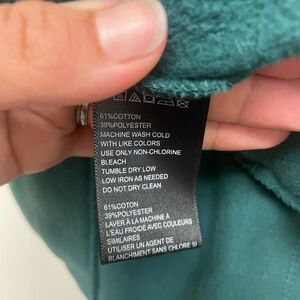 61%COTTON
39%POLYESTER
MACHINE WASH COLD
WITH LIKE COLORS
USE ONLY NON-CHLORINE
BLEACH
TUMBLE DRY LOW
LOW IRON AS NEEDED
DO NOT DRY CLEAN
61%COTTON
39%POLYESTER
LAVER À LA MACHINE À
L'EAU FROIDE AVEC COULEURS
SIMILAIRES
UTILISER UN AGENT DE
BLANCHIMENT SANS CHLORE SI